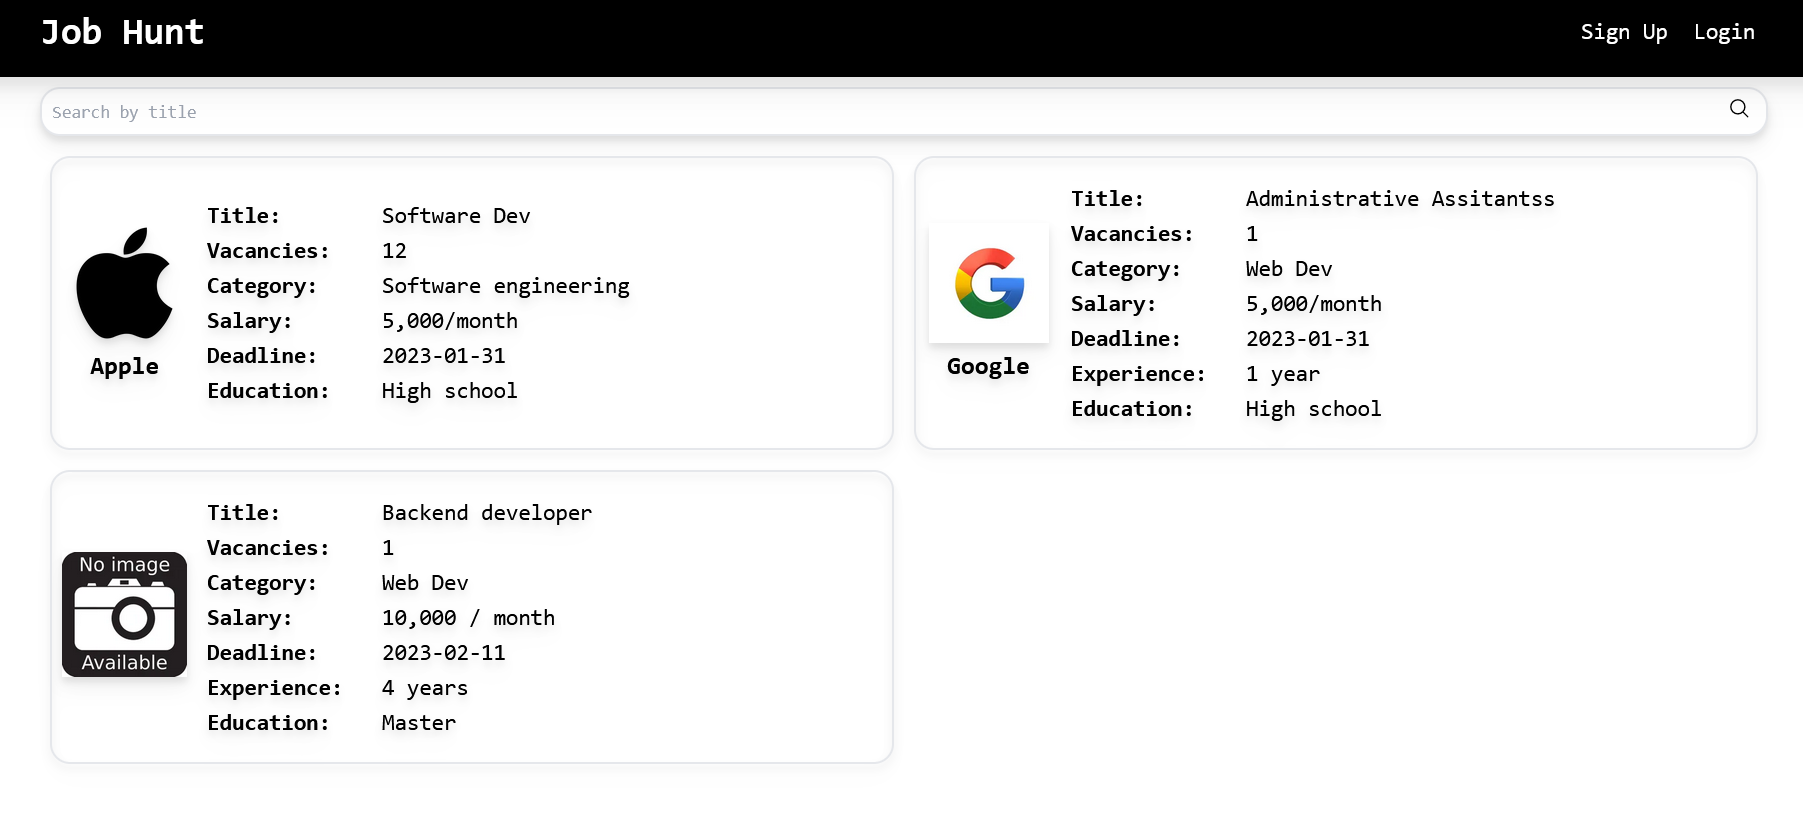 Job Hunt
Sign Up Login
Search by title
Apple
Title: Software Dev
Vacancies: 12
Category: Software engineering
Salary: 5,000/month
Deadline: 2023-01-31
Education: High school
Google
Title: Administrative Assitantss
Vacancies: 1
Category: Web Dev
Salary: 5,000/month
Deadline: 2023-01-31
Experience: 1 year
Education: High school
No image
Available
Title: Backend developer
Vacancies: 1
Category: Web Dev
Salary: 10,000 / month
Deadline: 2023-02-11
Experience: 4 years
Education: Master